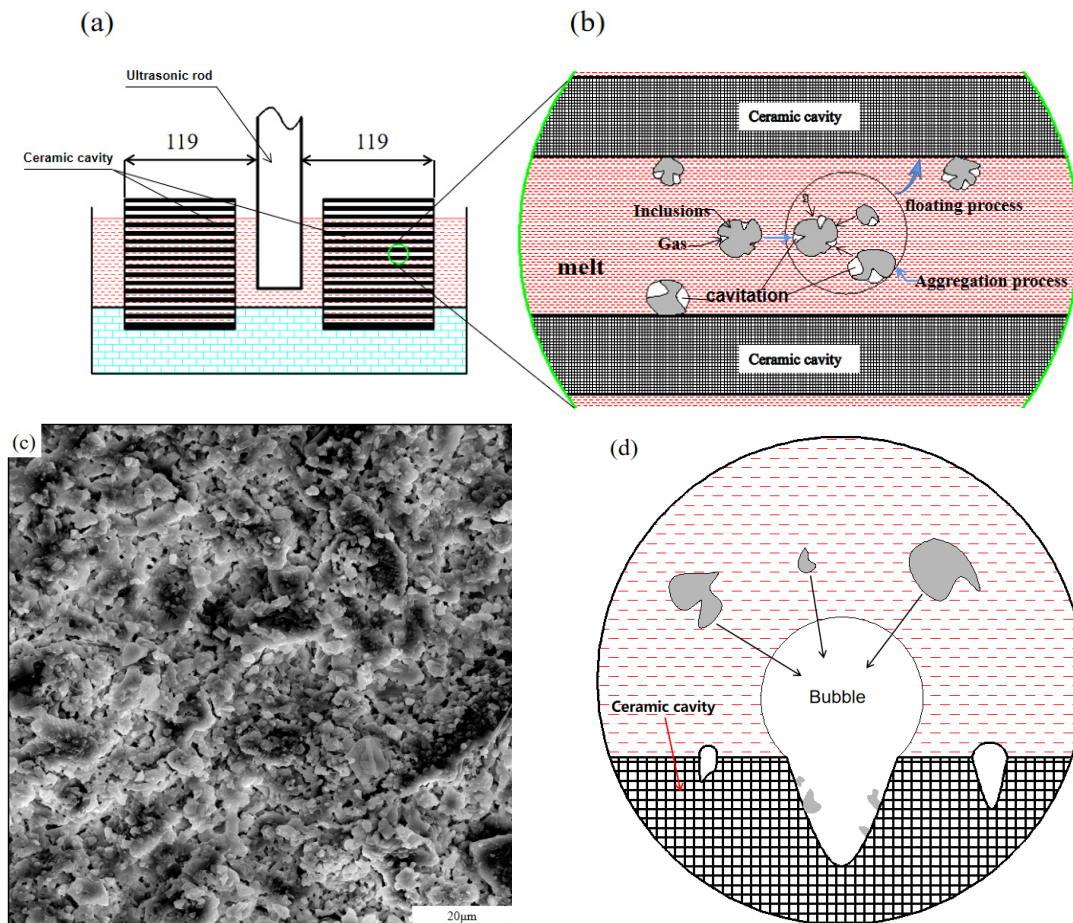 (a)
Ultrasonic rod
119
119
Ceramic cavity
(b)
Ceramic cavity
Inclusions
Gas
floating process
melt
cavitation
Aggregation process
Ceramic cavity
(c)
20μm
(d)
Bubble
Ceramic cavity